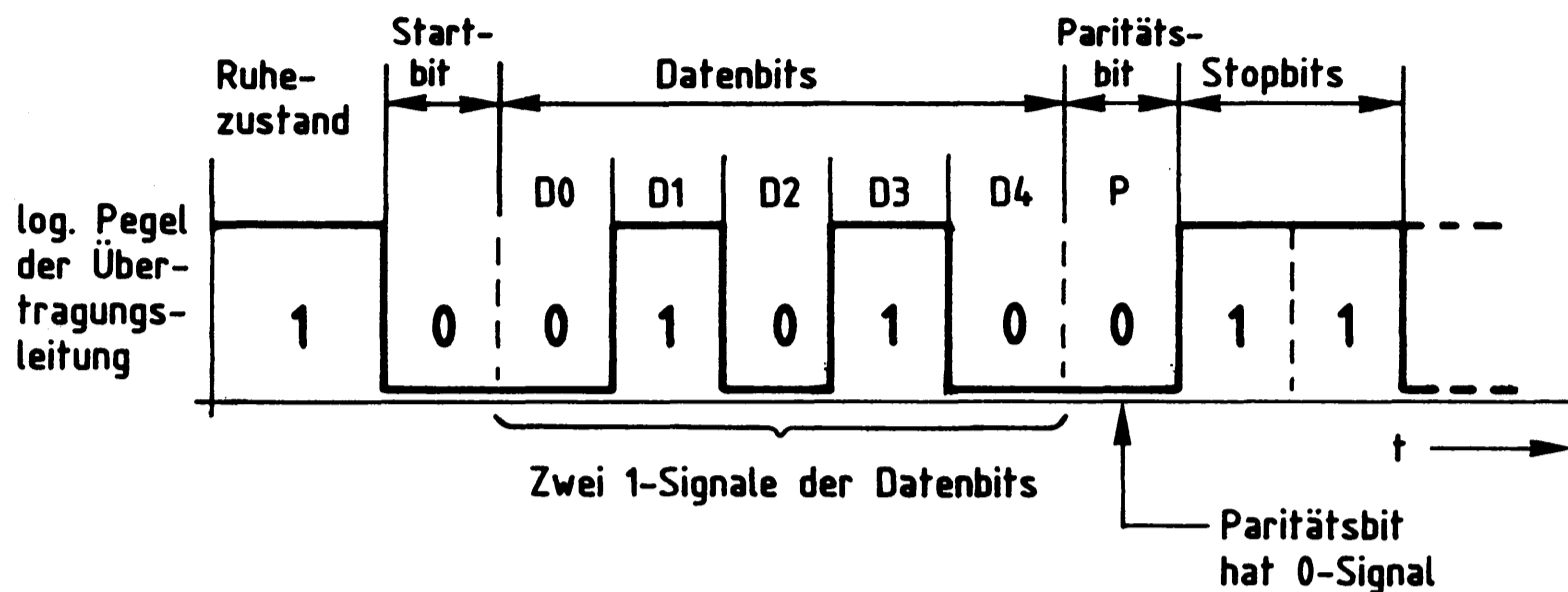 Start-
bit
Paritäts-
bit
Ruhe-
zustand
Datenbits
Stopbits
D0 D1 D2 D3 D4 P
log. Pegel
der Über-
tragungs-
leitung
1 0 0 1 0 1 0 0 1 1
t
Zwei 1-Signale der Datenbits
Paritätsbit
hat 0-Signal